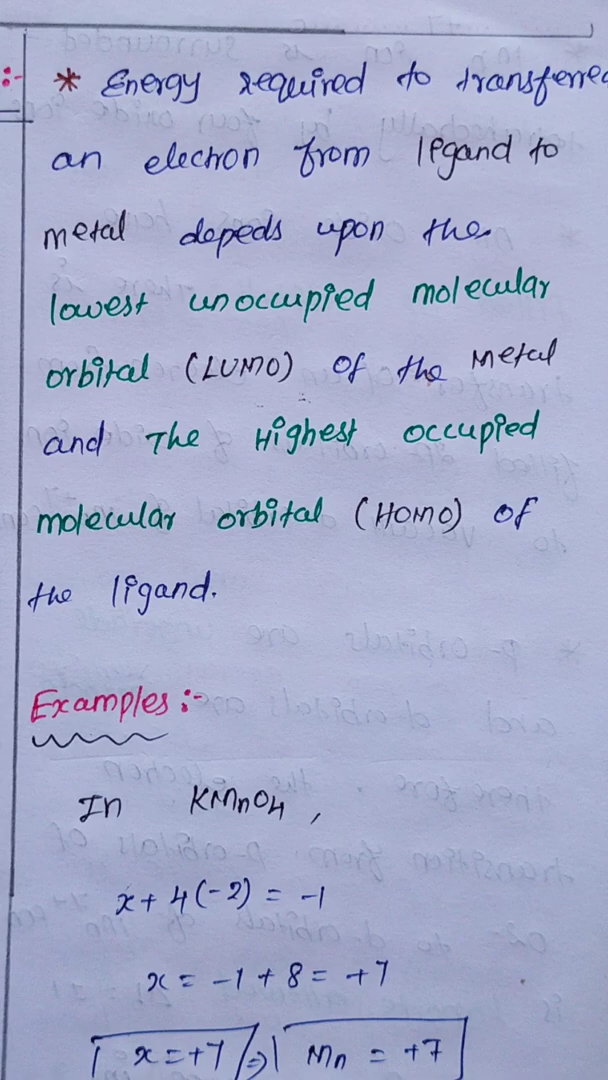 :- * Energy required to transferred
an electron from ligand to
metal depeds upon the
lowest unoccupied molecular
orbital (LUMO) of the metal
and The Highest occupied
molecular orbital (HOMO) of
the ligand.
Examples :-
In KMnO4,
x + 4(-2) = -1
x = -1 + 8 = +7
x = +7 => Mn = +7